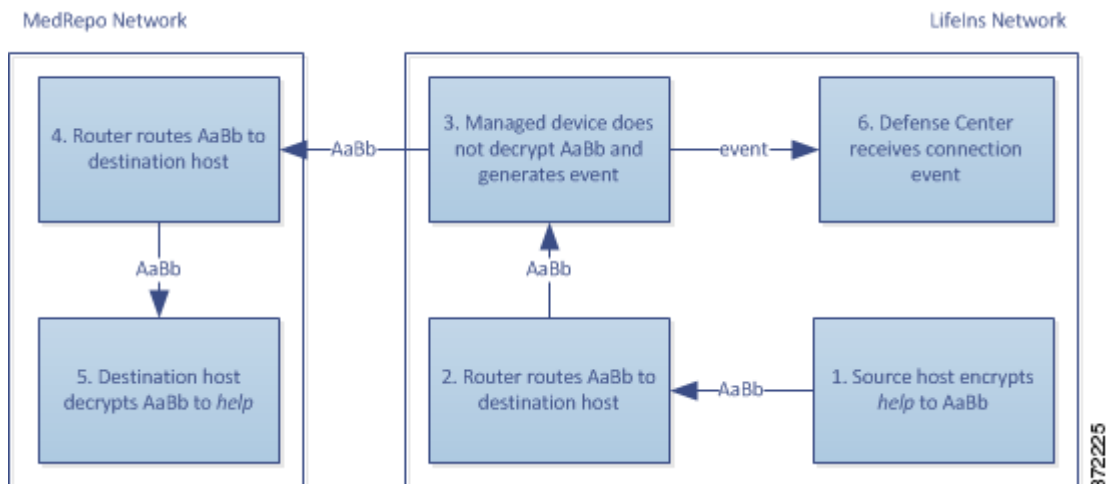 MedRepo Network
LifeIns Network
4. Router routes AaBb to
destination host
AaBb
3. Managed device does
not decrypt AaBb and
generates event
event
6. Defense Center
receives connection
event
AaBb
AaBb
5. Destination host
decrypts AaBb to help
2. Router routes AaBb to
destination host
AaBb
1. Source host encrypts
help to AaBb
372225